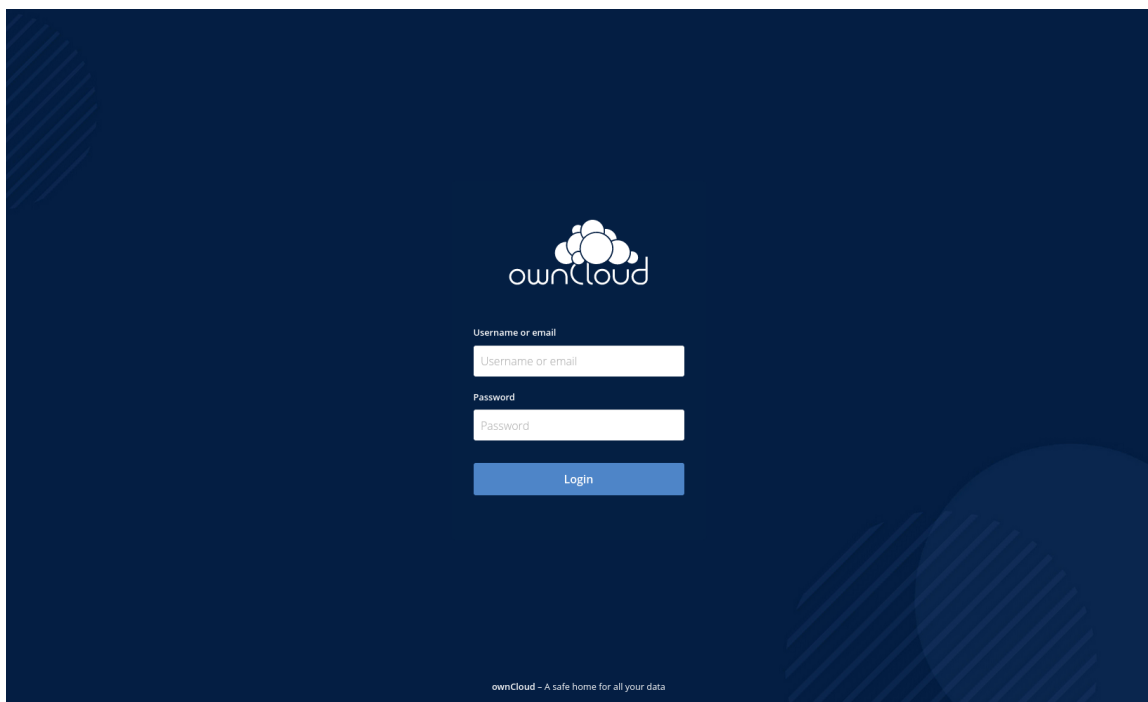 ownCloud
Username or email
Username or email
Password
Password
Login
ownCloud – A safe home for all your data